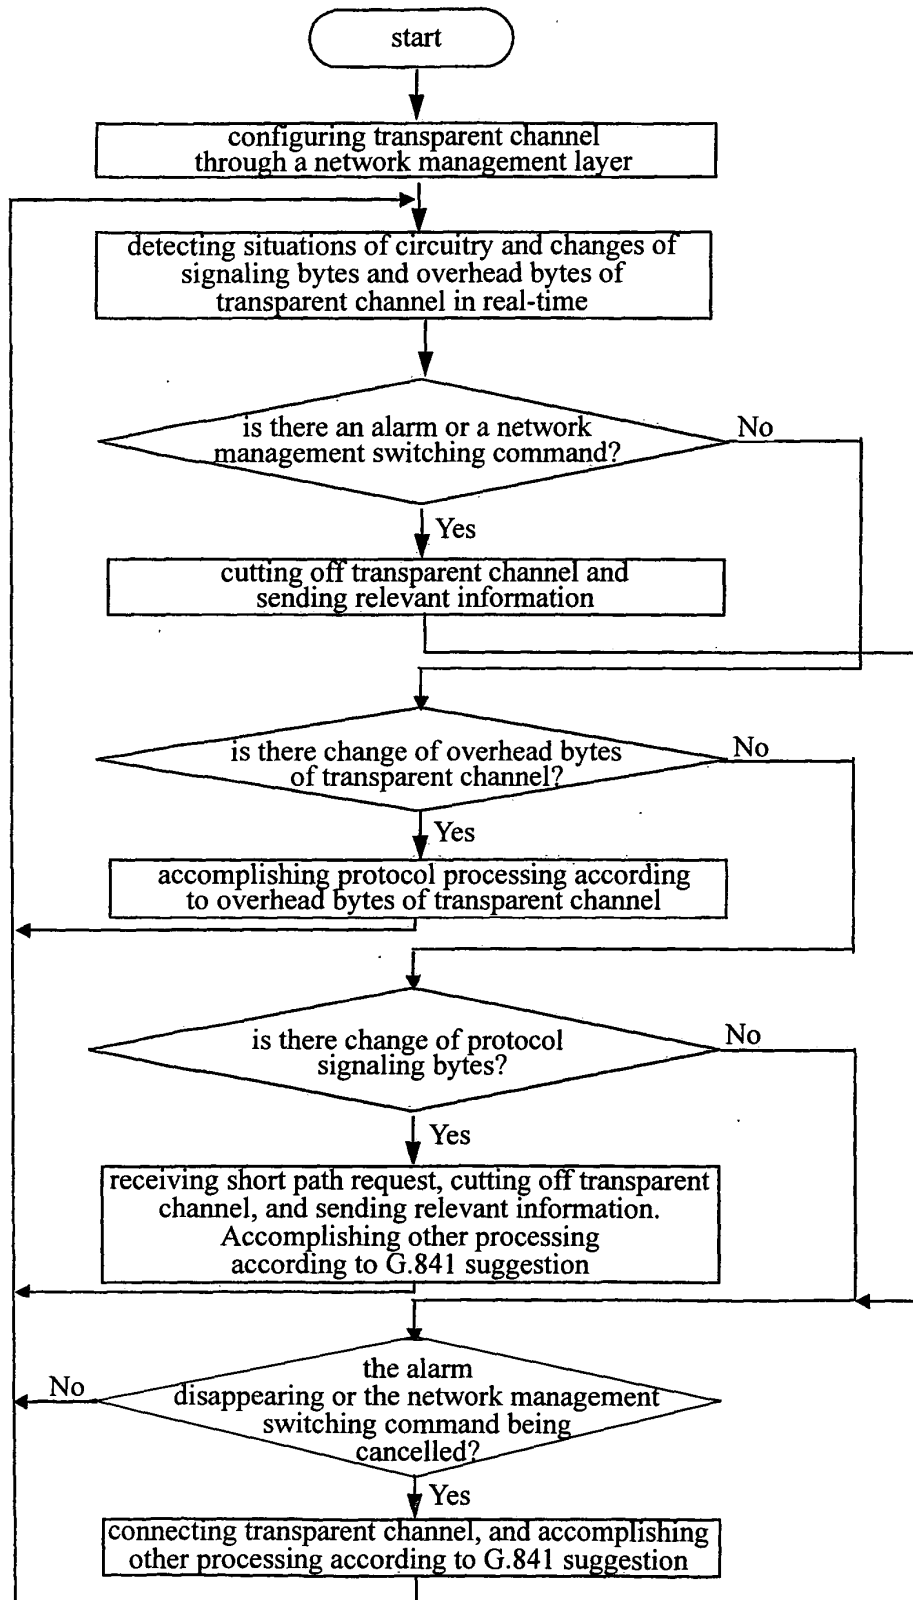 start
configuring transparent channel
through a network management layer
detecting situations of circuitry and changes of
signaling bytes and overhead bytes of
transparent channel in real-time
is there an alarm or a network
management switching command?
No
Yes
cutting off transparent channel and
sending relevant information
is there change of overhead bytes
of transparent channel?
No
Yes
accomplishing protocol processing according
to overhead bytes of transparent channel
is there change of protocol
signaling bytes?
No
Yes
receiving short path request, cutting off transparent
channel, and sending relevant information.
Accomplishing other processing
according to G.841 suggestion
the alarm
disappearing or the network management
switching command being
cancelled?
No
Yes
connecting transparent channel, and accomplishing
other processing according to G.841 suggestion